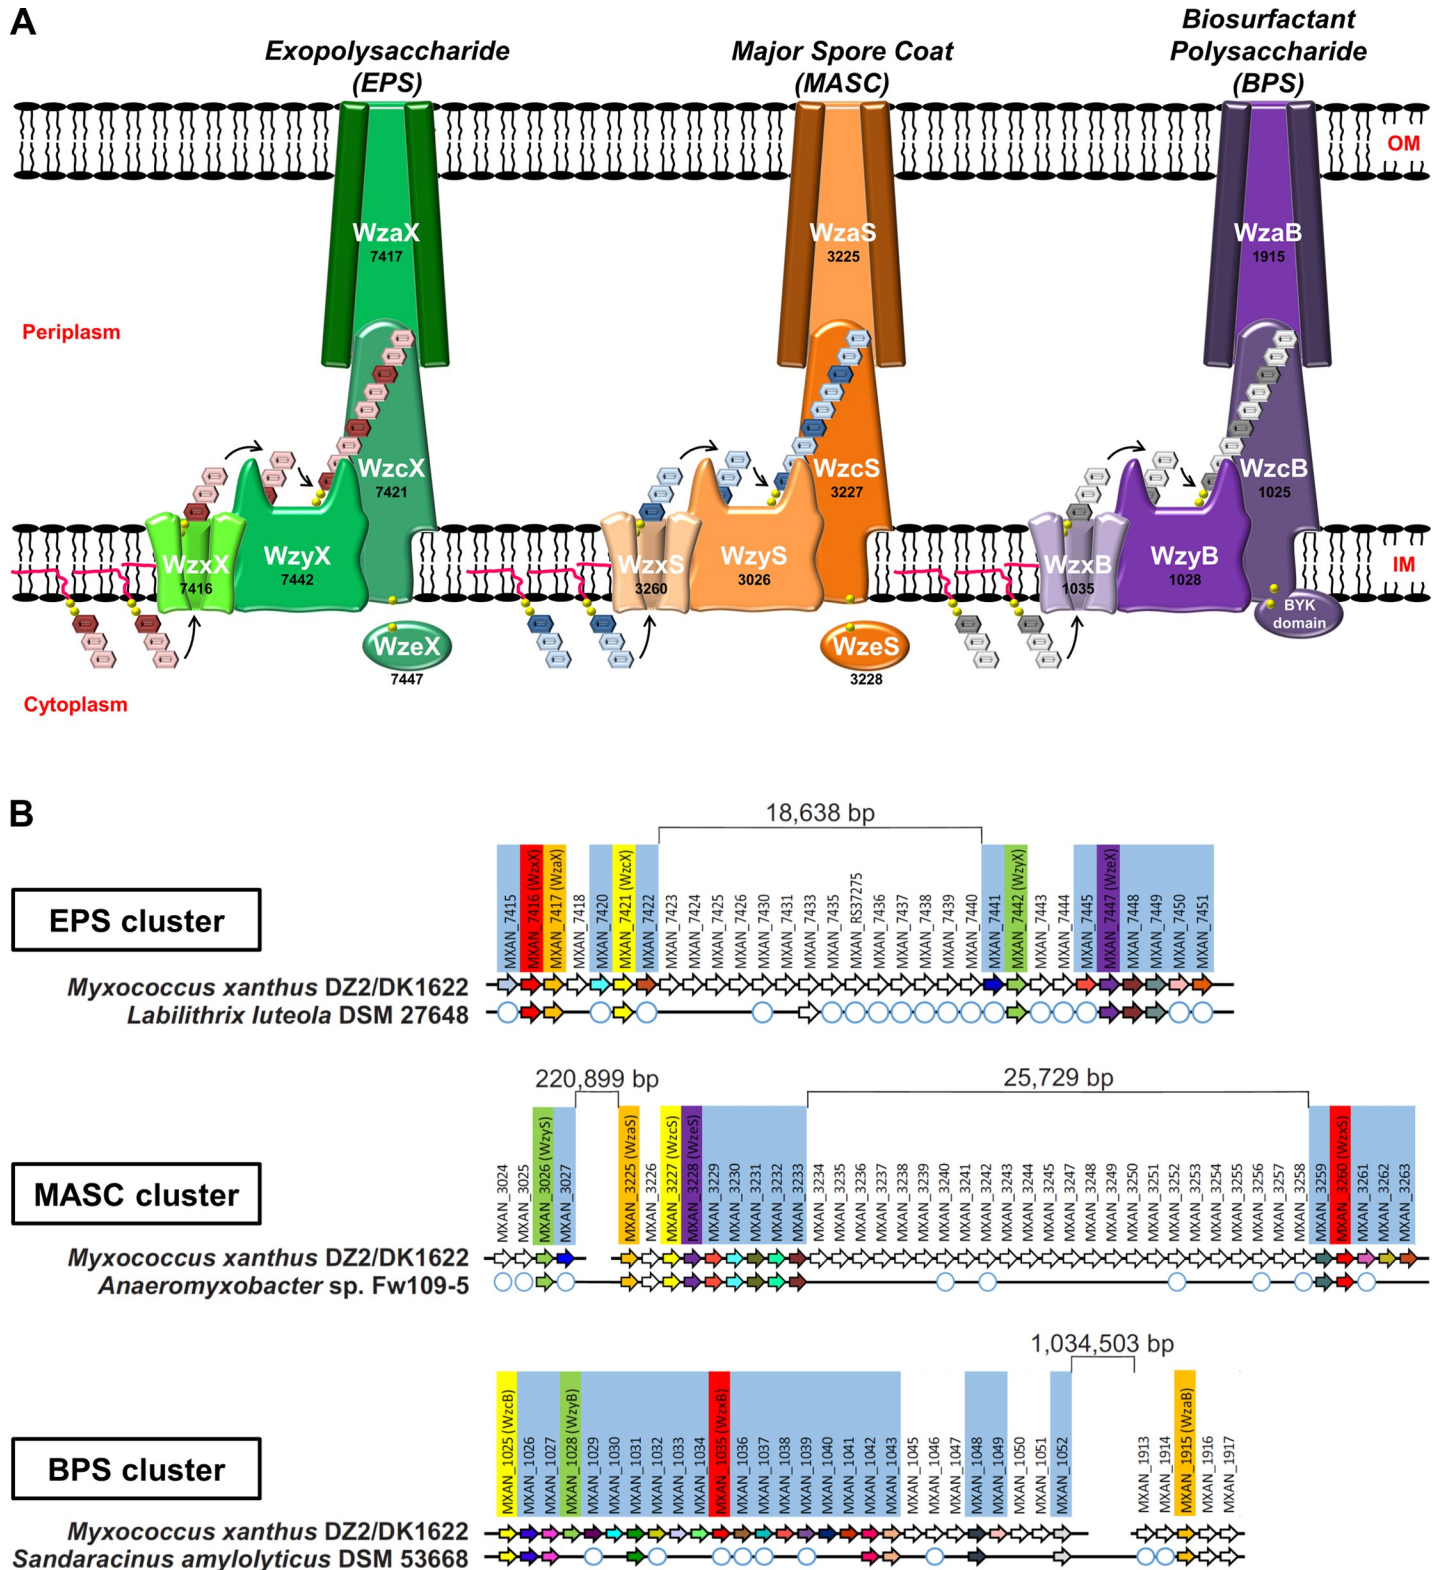 A
Exopolysaccharide
(EPS)
Major Spore Coat
(MASC)
Biosurfactant
Polysaccharide
(BPS)
OM
WzaX
7417
WzaS
3225
WzaB
1915
Periplasm
WzcX
7421
WzcS
3227
WzcB
1025
WzxX
7416
WzyX
7442
WzxS
3260
WzyS
3026
WzxB
1035
WzyB
1028
IM
BYK
domain
WzeX
7447
WzeS
3228
Cytoplasm
B
18,638 bp
EPS cluster
MXAN_7415
MXAN_7416 (WzxX)
MXAN_7417 (WzaX)
MXAN_7418
MXAN_7420
MXAN_7421 (WzcX)
MXAN_7422
MXAN_7423
MXAN_7424
MXAN_7425
MXAN_7426
MXAN_7430
MXAN_7431
MXAN_7433
MXAN_7435
MXAN_RS37275
MXAN_7436
MXAN_7437
MXAN_7438
MXAN_7439
MXAN_7440
MXAN_7441
MXAN_7442 (WzyX)
MXAN_7443
MXAN_7444
MXAN_7445
MXAN_7447 (WzeX)
MXAN_7448
MXAN_7449
MXAN_7450
MXAN_7451
Myxococcus xanthus DZ2/DK1622
Labilithrix luteola DSM 27648
220,899 bp
25,729 bp
MASC cluster
MXAN_3024
MXAN_3025
MXAN_3026 (WzyS)
MXAN_3027
MXAN_3225 (WzaS)
MXAN_3226
MXAN_3227 (WzcS)
MXAN_3228 (WzeS)
MXAN_3229
MXAN_3230
MXAN_3231
MXAN_3232
MXAN_3233
MXAN_3234
MXAN_3235
MXAN_3236
MXAN_3237
MXAN_3238
MXAN_3239
MXAN_3240
MXAN_3241
MXAN_3242
MXAN_3243
MXAN_3244
MXAN_3245
MXAN_3247
MXAN_3248
MXAN_3249
MXAN_3250
MXAN_3251
MXAN_3252
MXAN_3253
MXAN_3254
MXAN_3255
MXAN_3256
MXAN_3257
MXAN_3258
MXAN_3259
MXAN_3260 (WzxS)
MXAN_3261
MXAN_3262
MXAN_3263
Myxococcus xanthus DZ2/DK1622
Anaeromyxobacter sp. Fw109-5
1,034,503 bp
BPS cluster
MXAN_1025 (WzcB)
MXAN_1026
MXAN_1027
MXAN_1028 (WzyB)
MXAN_1029
MXAN_1030
MXAN_1031
MXAN_1032
MXAN_1033
MXAN_1034
MXAN_1035 (WzxB)
MXAN_1036
MXAN_1037
MXAN_1038
MXAN_1039
MXAN_1040
MXAN_1041
MXAN_1042
MXAN_1043
MXAN_1045
MXAN_1046
MXAN_1047
MXAN_1048
MXAN_1049
MXAN_1050
MXAN_1051
MXAN_1052
MXAN_1913
MXAN_1914
MXAN_1915 (WzaB)
MXAN_1916
MXAN_1917
Myxococcus xanthus DZ2/DK1622
Sandaracinus amylolyticus DSM 53668